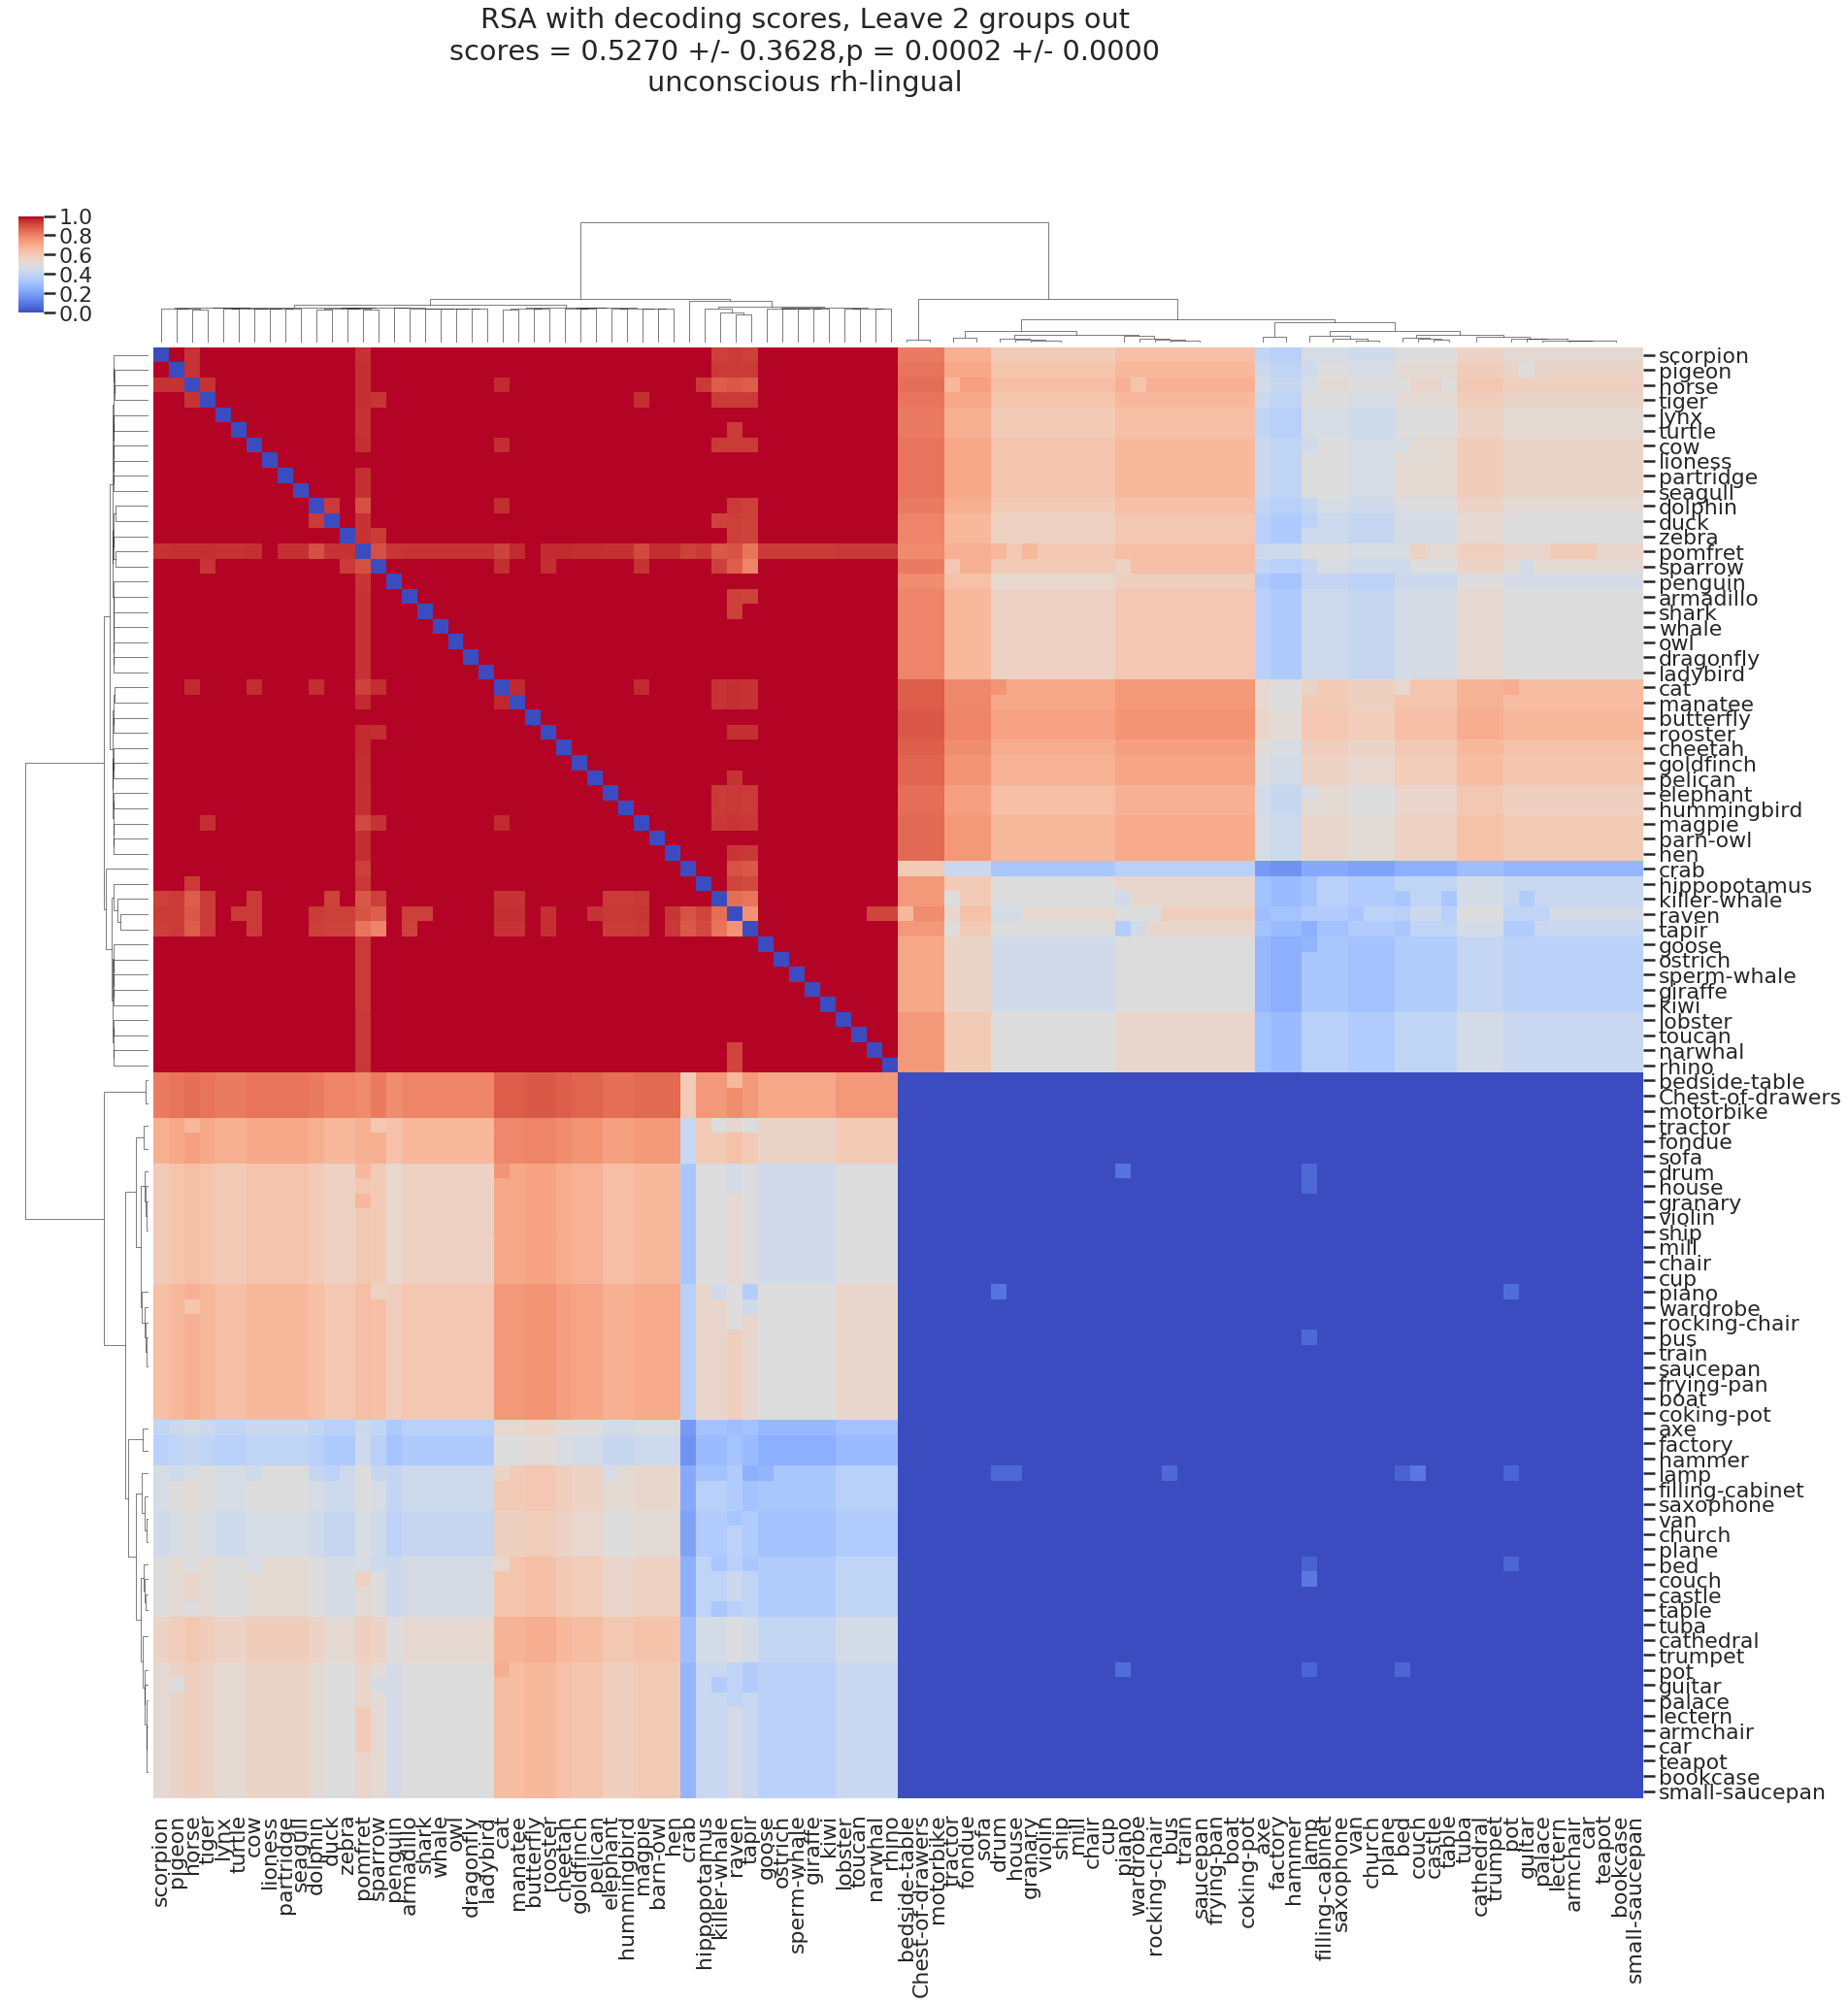 RSA with decoding scores, Leave 2 groups out
scores = 0.5270 +/- 0.3628,p = 0.0002 +/- 0.0000
unconscious rh-lingual
1.0
0.8
0.6
0.4
0.2
0.0
scorpion
pigeon
horse
tiger
lynx
turtle
cow
lioness
partridge
seagull
dolphin
duck
zebra
pomfret
sparrow
penguin
armadillo
shark
whale
owl
dragonfly
ladybird
cat
manatee
butterfly
rooster
cheetah
goldfinch
pelican
elephant
hummingbird
magpie
barn-owl
hen
crab
hippopotamus
killer-whale
raven
tapir
goose
ostrich
sperm-whale
giraffe
kiwi
lobster
toucan
narwhal
rhino
bedside-table
Chest-of-drawers
motorbike
tractor
fondue
sofa
drum
house
granary
violin
ship
mill
chair
cup
piano
wardrobe
rocking-chair
bus
train
saucepan
frying-pan
boat
coking-pot
axe
factory
hammer
lamp
filling-cabinet
saxophone
van
church
plane
bed
couch
castle
table
tuba
cathedral
trumpet
pot
guitar
palace
lectern
armchair
car
teapot
bookcase
small-saucepan
scorpion
pigeon
horse
tiger
lynx
turtle
cow
lioness
partridge
seagull
dolphin
duck
zebra
pomfret
sparrow
penguin
armadillo
shark
whale
owl
dragonfly
ladybird
cat
manatee
butterfly
rooster
cheetah
goldfinch
pelican
elephant
hummingbird
magpie
barn-owl
hen
crab
hippopotamus
killer-whale
raven
tapir
goose
ostrich
sperm-whale
giraffe
kiwi
lobster
toucan
narwhal
rhino
bedside-table
Chest-of-drawers
motorbike
tractor
fondue
sofa
drum
house
granary
violin
ship
mill
chair
cup
piano
wardrobe
rocking-chair
bus
train
saucepan
frying-pan
boat
coking-pot
axe
factory
hammer
lamp
filling-cabinet
saxophone
van
church
plane
bed
couch
castle
table
tuba
cathedral
trumpet
pot
guitar
palace
lectern
armchair
car
teapot
bookcase
small-saucepan